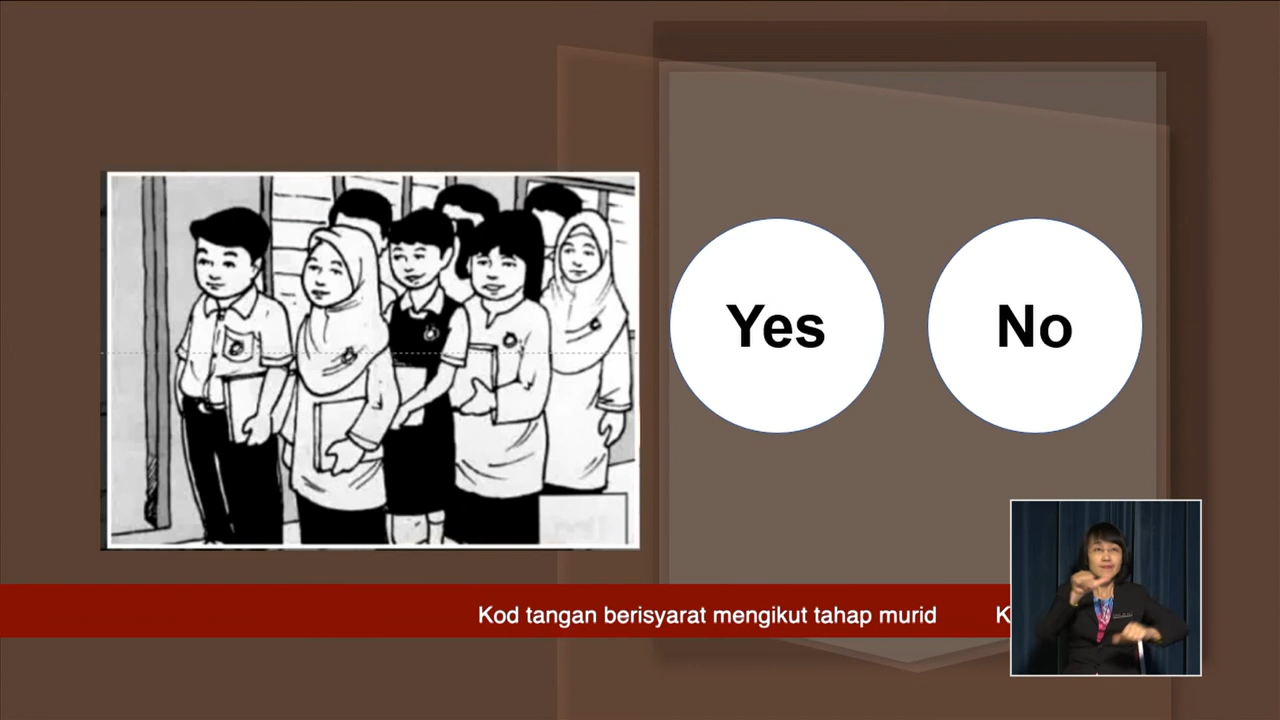 Yes
No
Kod tangan berisyarat mengikut tahap murid
K